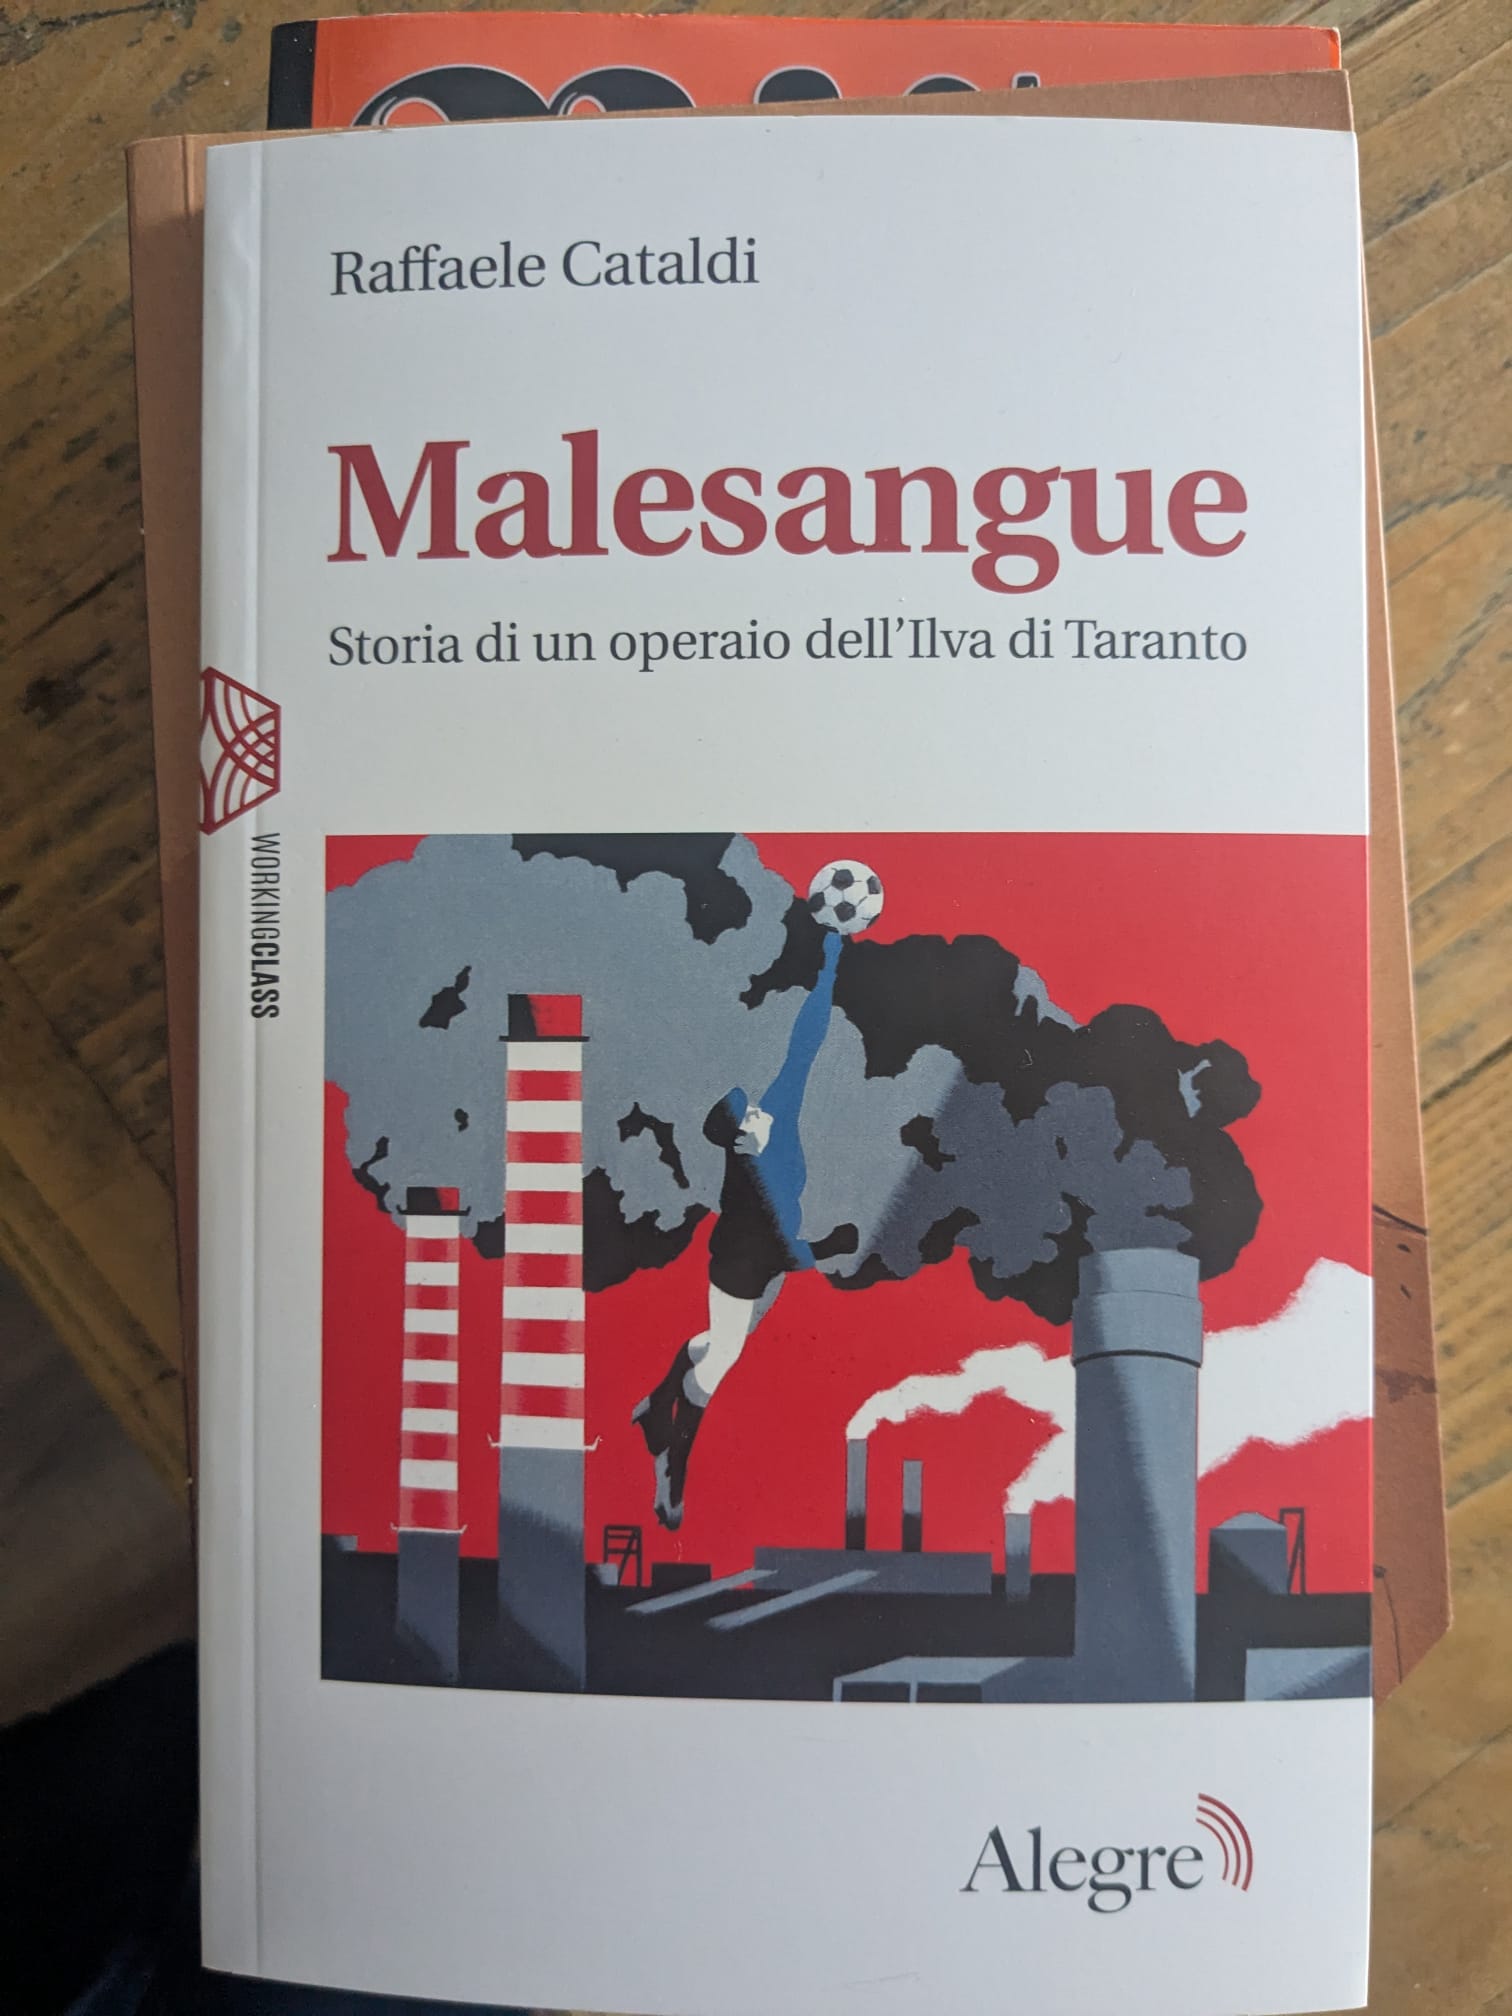 Raffaele Cataldi
Malesangue
Storia di un operaio dell'Ilva di Taranto
WORKINGCLASS
Alegre